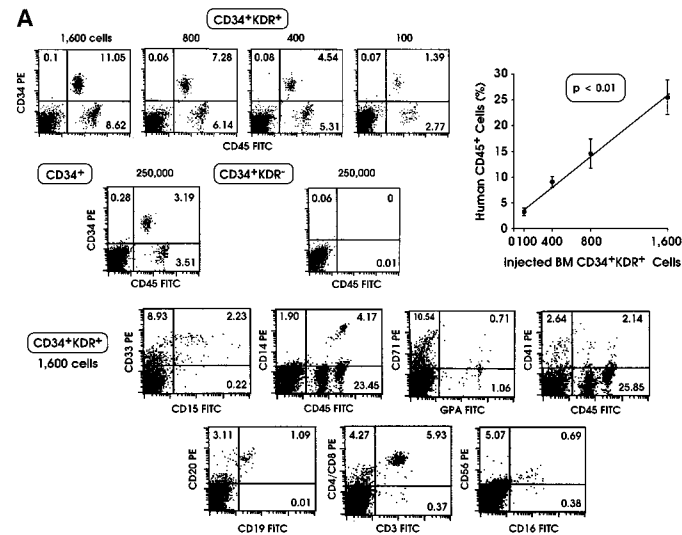 A
CD34+KDR+
1,600 cells 800 400 100
0.1 11.05 0.06 7.28 0.08 4.54 0.07 1.39
CD34 PE
8.62 6.14 5.31 2.77
CD45 FITC
CD34+ 250,000 CD34+KDR- 250,000
0.28 3.19 0.06 0
CD34 PE
3.51 0.01
CD45 FITC CD45 FITC
Human CD45+ Cells (%)
p < 0.01
30
25
20
15
10
5
0
0 100 400 800 1,600
injected BM CD34+KDR+ Cells
CD34+KDR+
1,600 cells
8.93 2.23 1.90 4.17 10.54 0.71 2.64 2.14
CD33 PE CD14 PE CD71 PE CD41 PE
0.22 23.45 1.06 25.85
CD15 FITC CD45 FITC GPA FITC CD45 FITC
3.11 1.09 4.27 5.93 5.07 0.69
CD20 PE CD4/CD8 PE CD56 PE
0.01 0.37 0.38
CD19 FITC CD3 FITC CD16 FITC